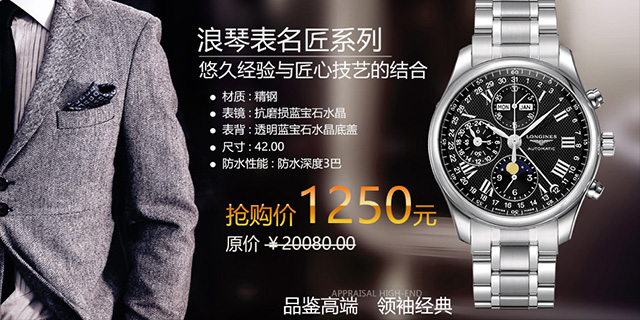 浪琴表名匠系列
悠久经验与匠心技艺的结合
● 材质 : 精钢
● 表镜 : 抗磨损蓝宝石水晶
● 表背 : 透明蓝宝石水晶底盖
● 尺寸 : 42.00
● 防水性能 : 防水深度3巴
抢购价1250元
原价 ￥20080.00
APPRAISAL HIGH-END
品鉴高端 领袖经典
MON JAN
LONGINES
AUTOMATIC